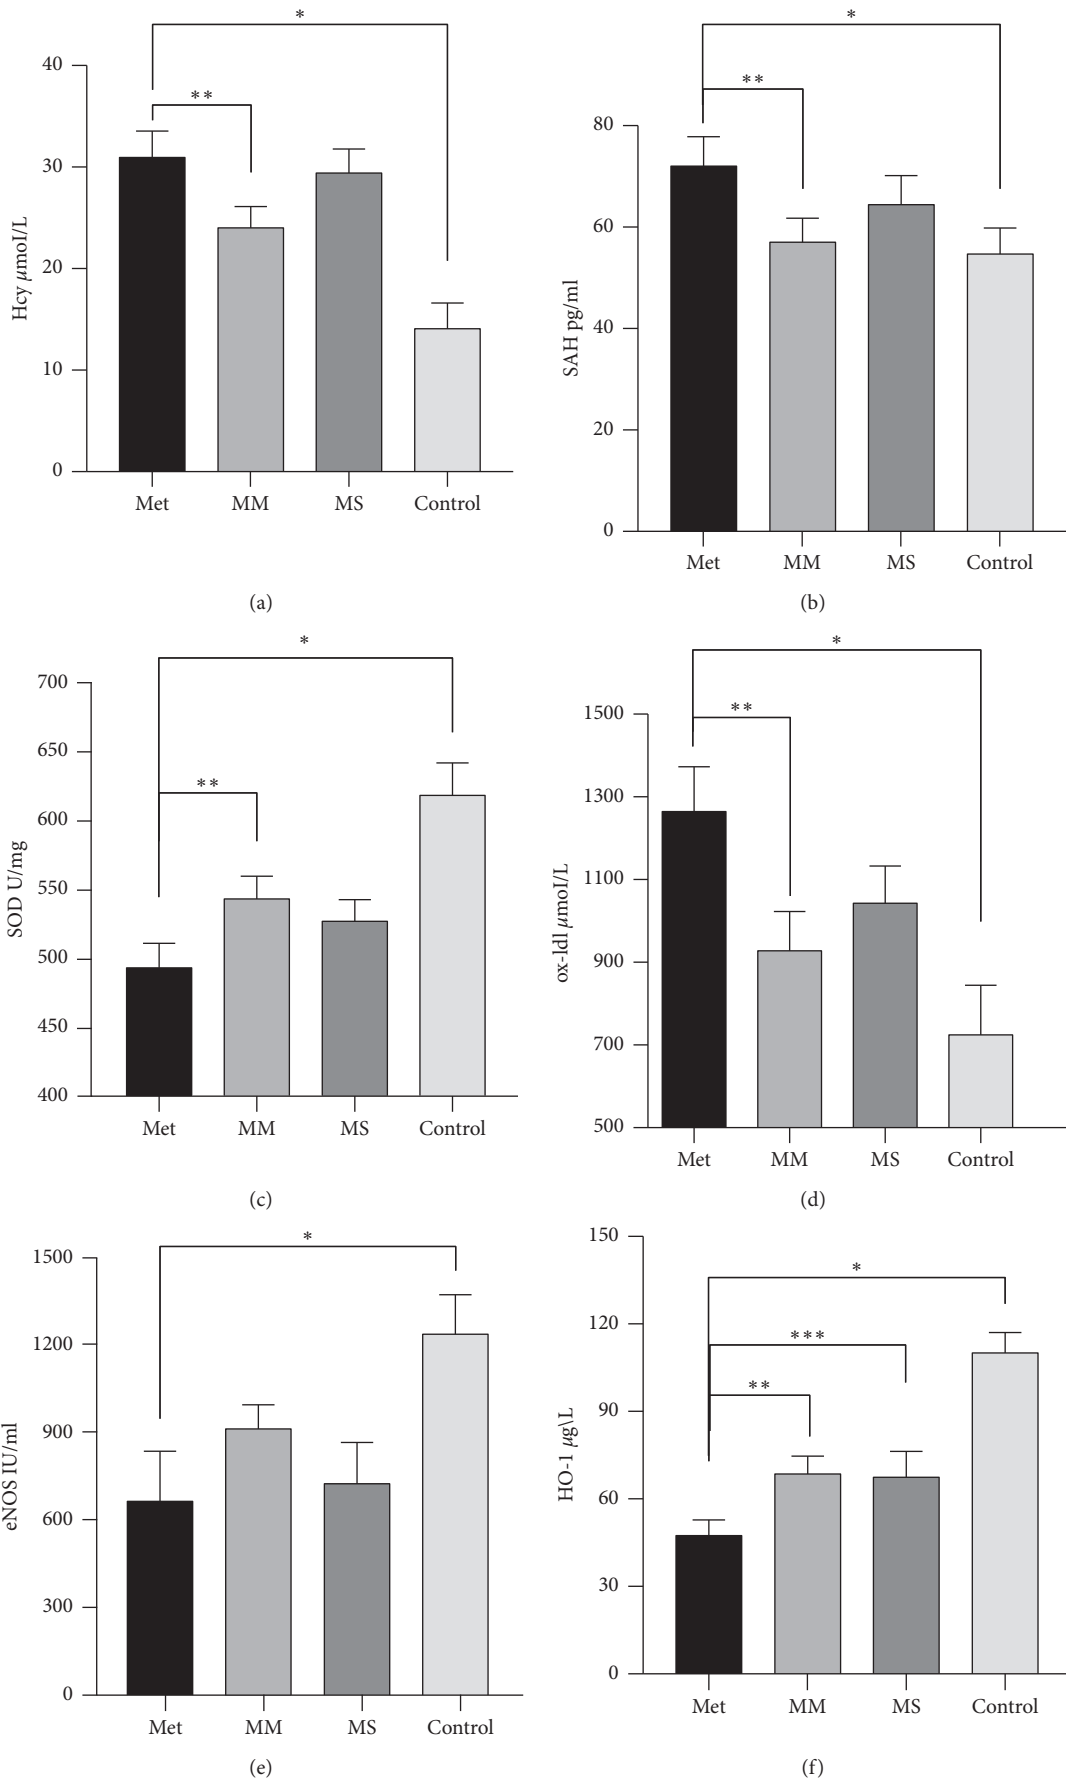 *
**
40
30
20
10
0
Hcy μmol/L
Met MM MS Control
(a)
*
**
80
60
40
20
0
SAH pg/ml
Met MM MS Control
(b)
*
**
700
650
600
550
500
450
400
SOD U/mg
Met MM MS Control
(c)
*
**
1500
1300
1100
900
700
500
ox-ldl μmol/L
Met MM MS Control
(d)
*
1500
1200
900
600
300
0
eNOS IU/ml
Met MM MS Control
(e)
*
***
**
150
120
90
60
30
0
HO-1 μg\L
Met MM MS Control
(f)